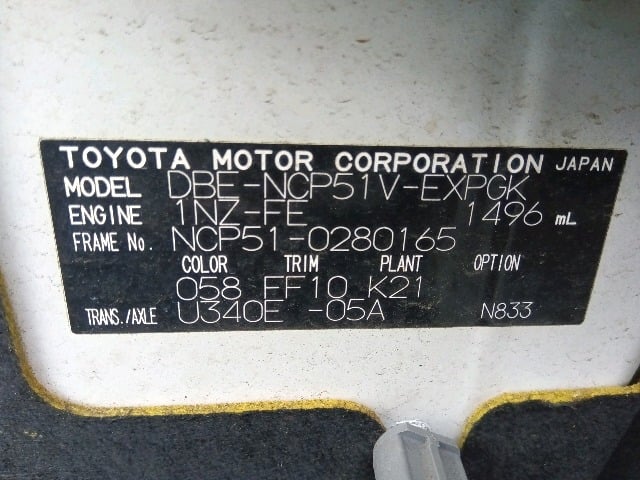 TOYOTA MOTOR CORPORATION JAPAN
MODEL DBE-NCP51V-EXPGK
ENGINE 1NZ-FE 1496 mL
FRAME No. NCP51-0280165
COLOR TRIM PLANT OPTION
058 FF10 K21
TRANS./AXLE U340E -05A N833